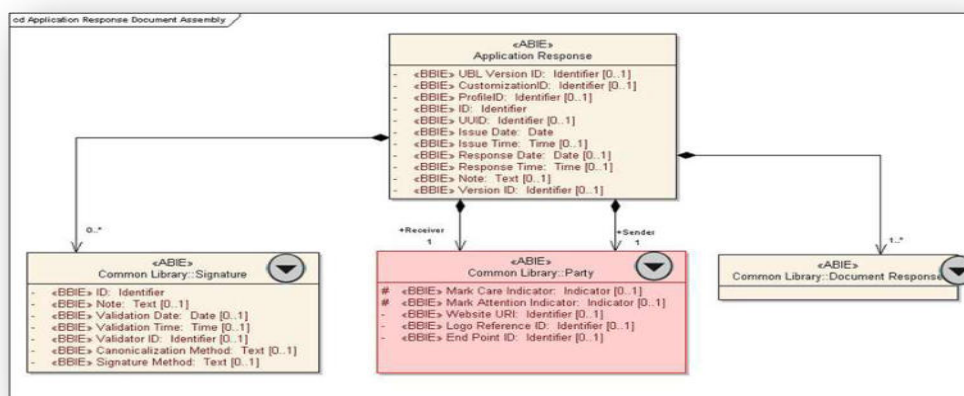 cd Application Response Document Assembly
«ABIE»
Application Response
- «BBIE» UBL Version ID: Identifier [0..1]
- «BBIE» CustomizationID: Identifier [0..1]
- «BBIE» ProfileID: Identifier [0..1]
- «BBIE» ID: Identifier
- «BBIE» UUID: Identifier [0..1]
- «BBIE» Issue Date: Date
- «BBIE» Issue Time: Time [0..1]
- «BBIE» Response Date: Date [0..1]
- «BBIE» Response Time: Time [0..1]
- «BBIE» Note: Text [0..1]
- «BBIE» Version ID: Identifier [0..1]
0..*
+Receiver
1
+Sender
1
1..*
«ABIE»
Common Library::Signature
- «BBIE» ID: Identifier
- «BBIE» Note: Text [0..1]
- «BBIE» Validation Date: Date [0..1]
- «BBIE» Validation Time: Time [0..1]
- «BBIE» Validator ID: Identifier [0..1]
- «BBIE» Canonicalization Method: Text [0..1]
- «BBIE» Signature Method: Text [0..1]
«ABIE»
Common Library::Party
# «BBIE» Mark Care Indicator: Indicator [0..1]
# «BBIE» Mark Attention Indicator: Indicator [0..1]
- «BBIE» Website URI: Identifier [0..1]
- «BBIE» Logo Reference ID: Identifier [0..1]
- «BBIE» End Point ID: Identifier [0..1]
«ABIE»
Common Library::Document Response